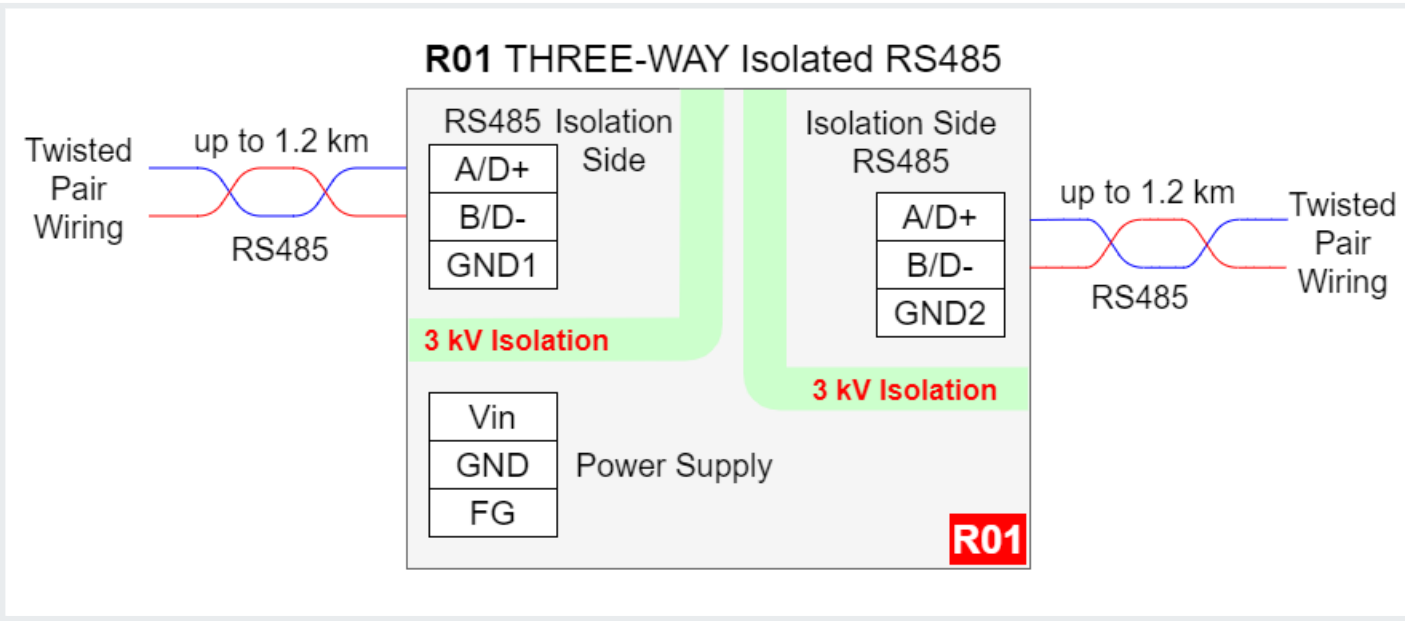 R01 THREE-WAY Isolated RS485
Twisted
Pair
Wiring
up to 1.2 km
RS485
RS485 Isolation
Side
A/D+
B/D-
GND1
3 kV Isolation
Isolation Side
RS485
A/D+
B/D-
GND2
3 kV Isolation
up to 1.2 km
RS485
Twisted
Pair
Wiring
Vin
GND
FG
Power Supply
R01